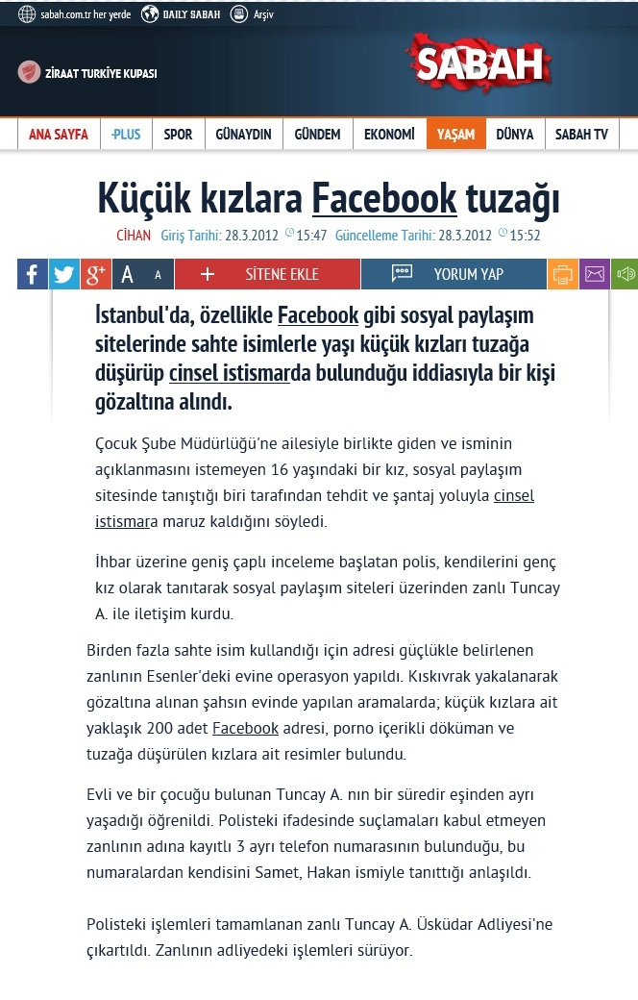 sabah.com.tr her yerde DAILY SABAH Arşiv
ZİRAAT TURKİYE KUPASI
SABAH
ANA SAYFA -PLUS SPOR GÜNAYDIN GÜNDEM EKONOMİ YAŞAM DÜNYA SABAH TV
Küçük kızlara Facebook tuzağı
CİHAN Giriş Tarihi: 28.3.2012 15:47 Güncelleme Tarihi: 28.3.2012 15:52
f g+ A A + SİTENE EKLE YORUM YAP
İstanbul'da, özellikle Facebook gibi sosyal paylaşım
sitelerinde sahte isimlerle yaşı küçük kızları tuzağa
düşürüp cinsel istismarda bulunduğu iddiasıyla bir kişi
gözaltına alındı.
Çocuk Şube Müdürlüğü'ne ailesiyle birlikte giden ve isminin
açıklanmasını istemeyen 16 yaşındaki bir kız, sosyal paylaşım
sitesinde tanıştığı biri tarafından tehdit ve şantaj yoluyla cinsel
istismara maruz kaldığını söyledi.
İhbar üzerine geniş çaplı inceleme başlatan polis, kendilerini genç
kız olarak tanıtarak sosyal paylaşım siteleri üzerinden zanlı Tuncay
A. ile iletişim kurdu.
Birden fazla sahte isim kullandığı için adresi güçlükle belirlenen
zanlının Esenler'deki evine operasyon yapıldı. Kıskıvrak yakalanarak
gözaltına alınan şahsın evinde yapılan aramalarda; küçük kızlara ait
yaklaşık 200 adet Facebook adresi, porno içerikli döküman ve
tuzağa düşürülen kızlara ait resimler bulundu.
Evli ve bir çocuğu bulunan Tuncay A. nın bir süredir eşinden ayrı
yaşadığı öğrenildi. Polisteki ifadesinde suçlamaları kabul etmeyen
zanlının adına kayıtlı 3 ayrı telefon numarasının bulunduğu, bu
numaralardan kendisini Samet, Hakan ismiyle tanıttığı anlaşıldı.
Polisteki işlemleri tamamlanan zanlı Tuncay A. Üsküdar Adliyesi'ne
çıkartıldı. Zanlının adliyedeki işlemleri sürüyor.